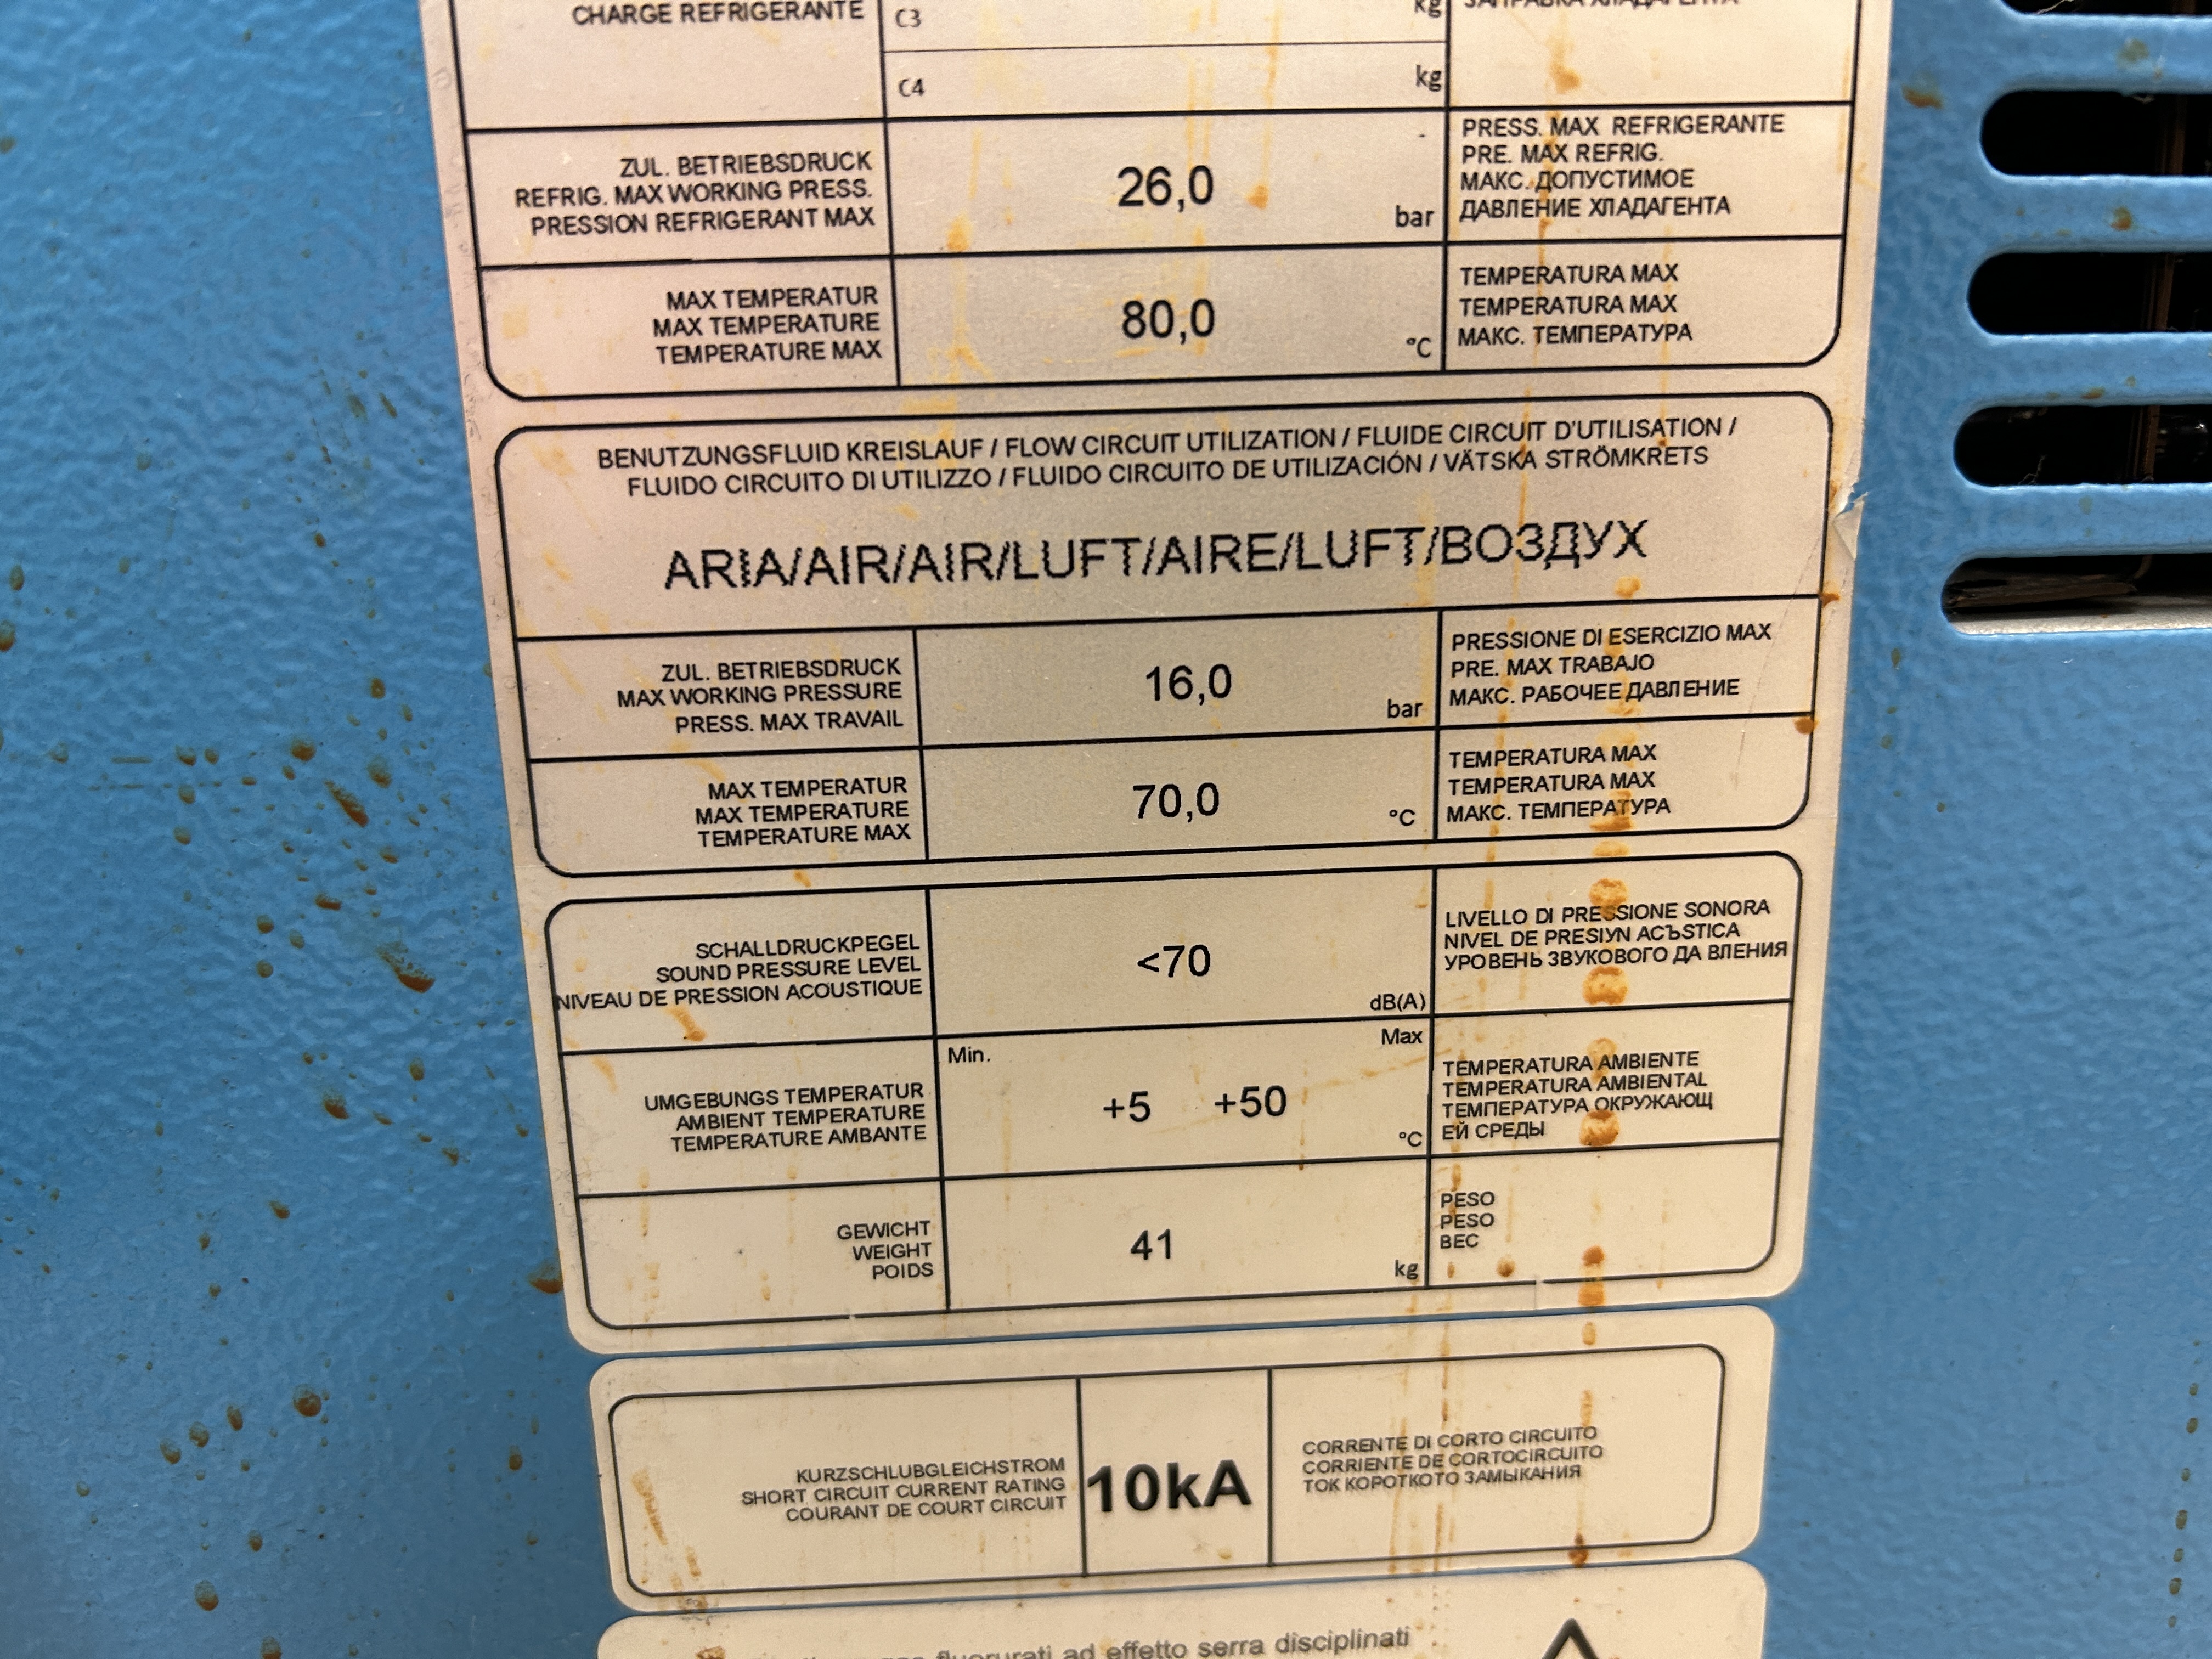 CHARGE REFRIGERANTE
C3
kg
ЗАПРАВКА ХЛАДАГЕНТА
C4
kg
ZUL. BETRIEBSDRUCK
REFRIG. MAX WORKING PRESS.
PRESSION REFRIGERANT MAX
26,0
-
bar
PRESS. MAX REFRIGERANTE
PRE. MAX REFRIG.
МАКС. ДОПУСТИМОЕ
ДАВЛЕНИЕ ХЛАДАГЕНТА
MAX TEMPERATUR
MAX TEMPERATURE
TEMPERATURE MAX
80,0
°C
TEMPERATURA MAX
TEMPERATURA MAX
МАКС. ТЕМПЕРАТУРА
BENUTZUNGSFLUID KREISLAUF / FLOW CIRCUIT UTILIZATION / FLUIDE CIRCUIT D'UTILISATION /
FLUIDO CIRCUITO DI UTILIZZO / FLUIDO CIRCUITO DE UTILIZACIÓN / VÄTSKA STRÖMKRETS
ARIA/AIR/AIR/LUFT/AIRE/LUFT/ВОЗДУХ
ZUL. BETRIEBSDRUCK
MAX WORKING PRESSURE
PRESS. MAX TRAVAIL
16,0
bar
PRESSIONE DI ESERCIZIO MAX
PRE. MAX TRABAJO
МАКС. РАБОЧЕЕ ДАВЛЕНИЕ
MAX TEMPERATUR
MAX TEMPERATURE
TEMPERATURE MAX
70,0
°C
TEMPERATURA MAX
TEMPERATURA MAX
МАКС. ТЕМПЕРАТУРА
SCHALLDRUCKPEGEL
SOUND PRESSURE LEVEL
NIVEAU DE PRESSION ACOUSTIQUE
<70
dB(A)
LIVELLO DI PRESSIONE SONORA
NIVEL DE PRESIYN ACЪSTICA
УРОВЕНЬ ЗВУКОВОГО ДА ВЛЕНИЯ
UMGEBUNGS TEMPERATUR
AMBIENT TEMPERATURE
TEMPERATURE AMBANTE
Min.
Max
+5 +50
°C
TEMPERATURA AMBIENTE
TEMPERATURA AMBIENTAL
ТЕМПЕРАТУРА ОКРУЖАЮЩ
ЕЙ СРЕДЫ
GEWICHT
WEIGHT
POIDS
41
kg
PESO
PESO
ВЕС
KURZSCHLUBGLEICHSTROM
SHORT CIRCUIT CURRENT RATING
COURANT DE COURT CIRCUIT
10kA
CORRENTE DI CORTO CIRCUITO
CORRIENTE DE CORTOCIRCUITO
ТОК КОРОТКОТО ЗАМЫКАНИЯ
fluorurati ad effetto serra disciplinati